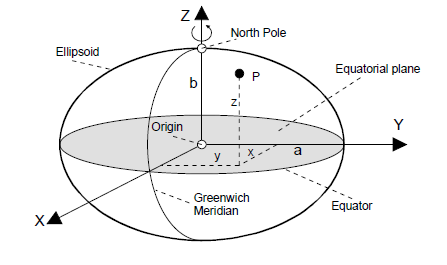 Z
North Pole
Ellipsoid
P
Equatorial plane
b
z
Y
Origin
y
x
a
Greenwich
Meridian
Equator
X